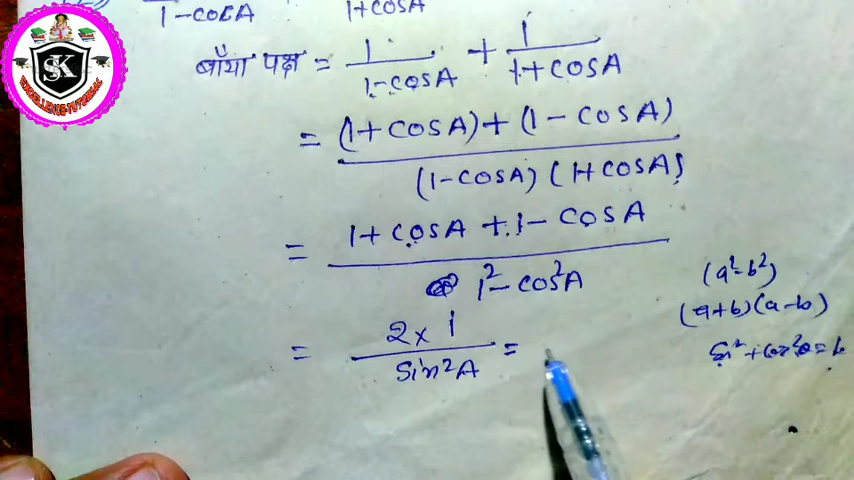 1-cosA 1+cosA
बाँया पक्ष = 1/1-cosA + 1/1+cosA
= (1+cosA)+(1-cosA)/(1-cosA)(1+cosA)
= 1+cosA+1-cosA/1²-cos²A
(a²-b²)
(a+b)(a-b)
= 2×1/sin²A =
SK